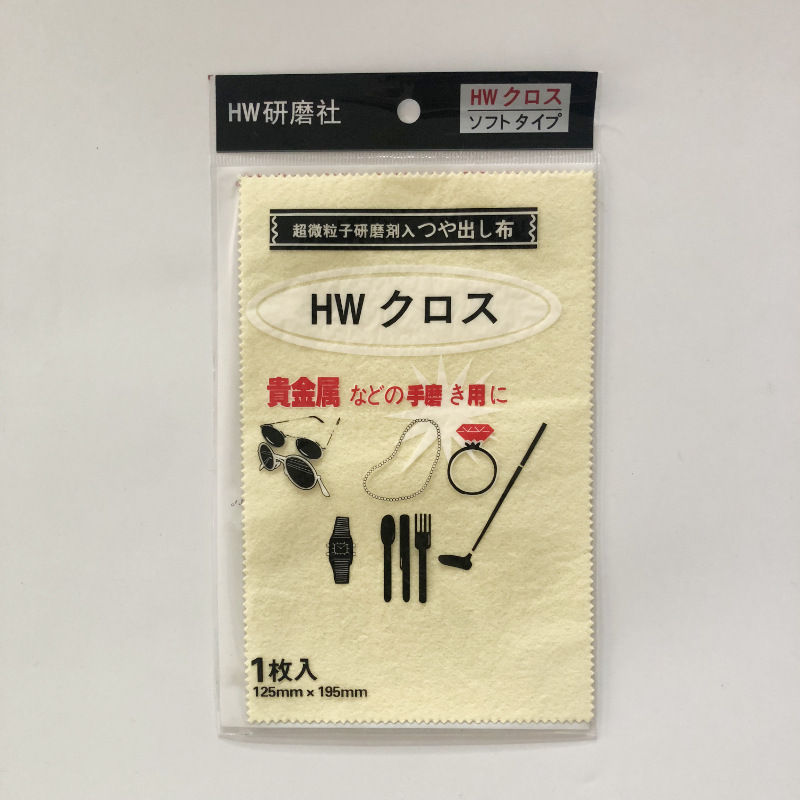 HW研磨社
HWクロス
ソフトタイプ
超微粒子研磨剤入つや出し布
HWクロス
貴金属などの手磨き用に
1枚入
125mm×195mm